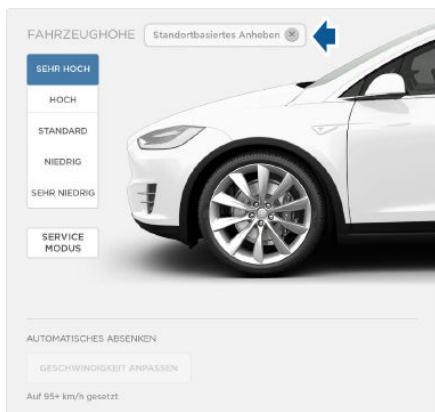 FAHRZEUGHÖHE
Standortbasiertes Anheben
SEHR HOCH
HOCH
STANDARD
NIEDRIG
SEHR NIEDRIG
SERVICE
MODUS
AUTOMATISCHES ABSENKEN
GESCHWINDIGKEIT ANPASSEN
Auf 95+ km/h gesetzt